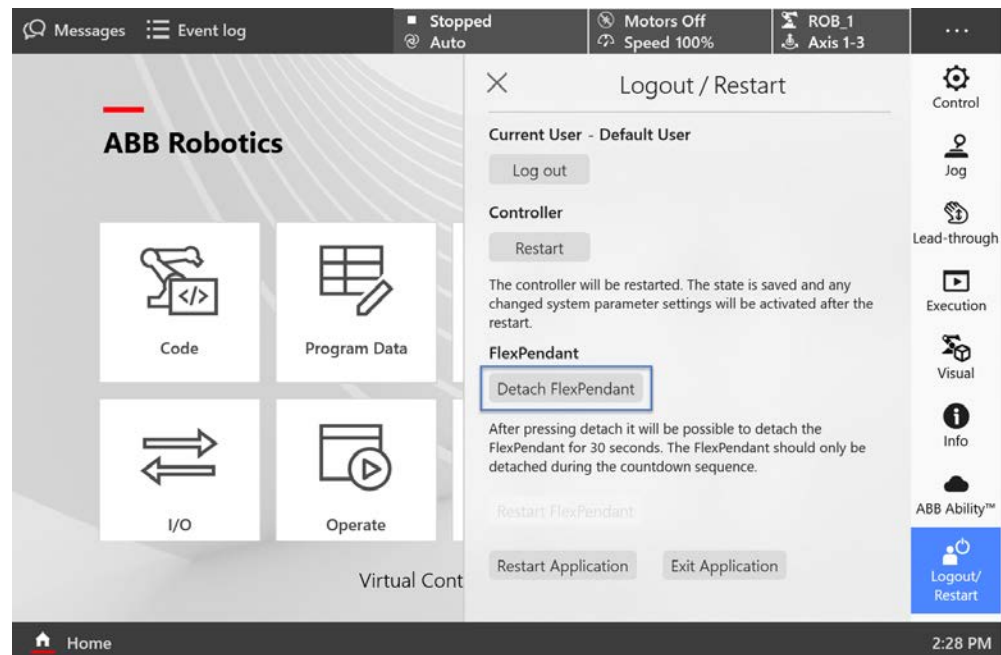 Messages
Event log
Stopped
Auto
Motors Off
Speed 100%
ROB_1
Axis 1-3
...
ABB Robotics
</>
Code
Program Data
I/O
Operate
Virtual Cont
Logout / Restart
Current User - Default User
Log out
Controller
Restart
The controller will be restarted. The state is saved and any
changed system parameter settings will be activated after the
restart.
FlexPendant
Detach FlexPendant
After pressing detach it will be possible to detach the
FlexPendant for 30 seconds. The FlexPendant should only be
detached during the countdown sequence.
Restart FlexPendant
Restart Application
Exit Application
Control
Jog
Lead-through
Execution
Visual
Info
ABB Ability™
Logout/
Restart
Home
2:28 PM